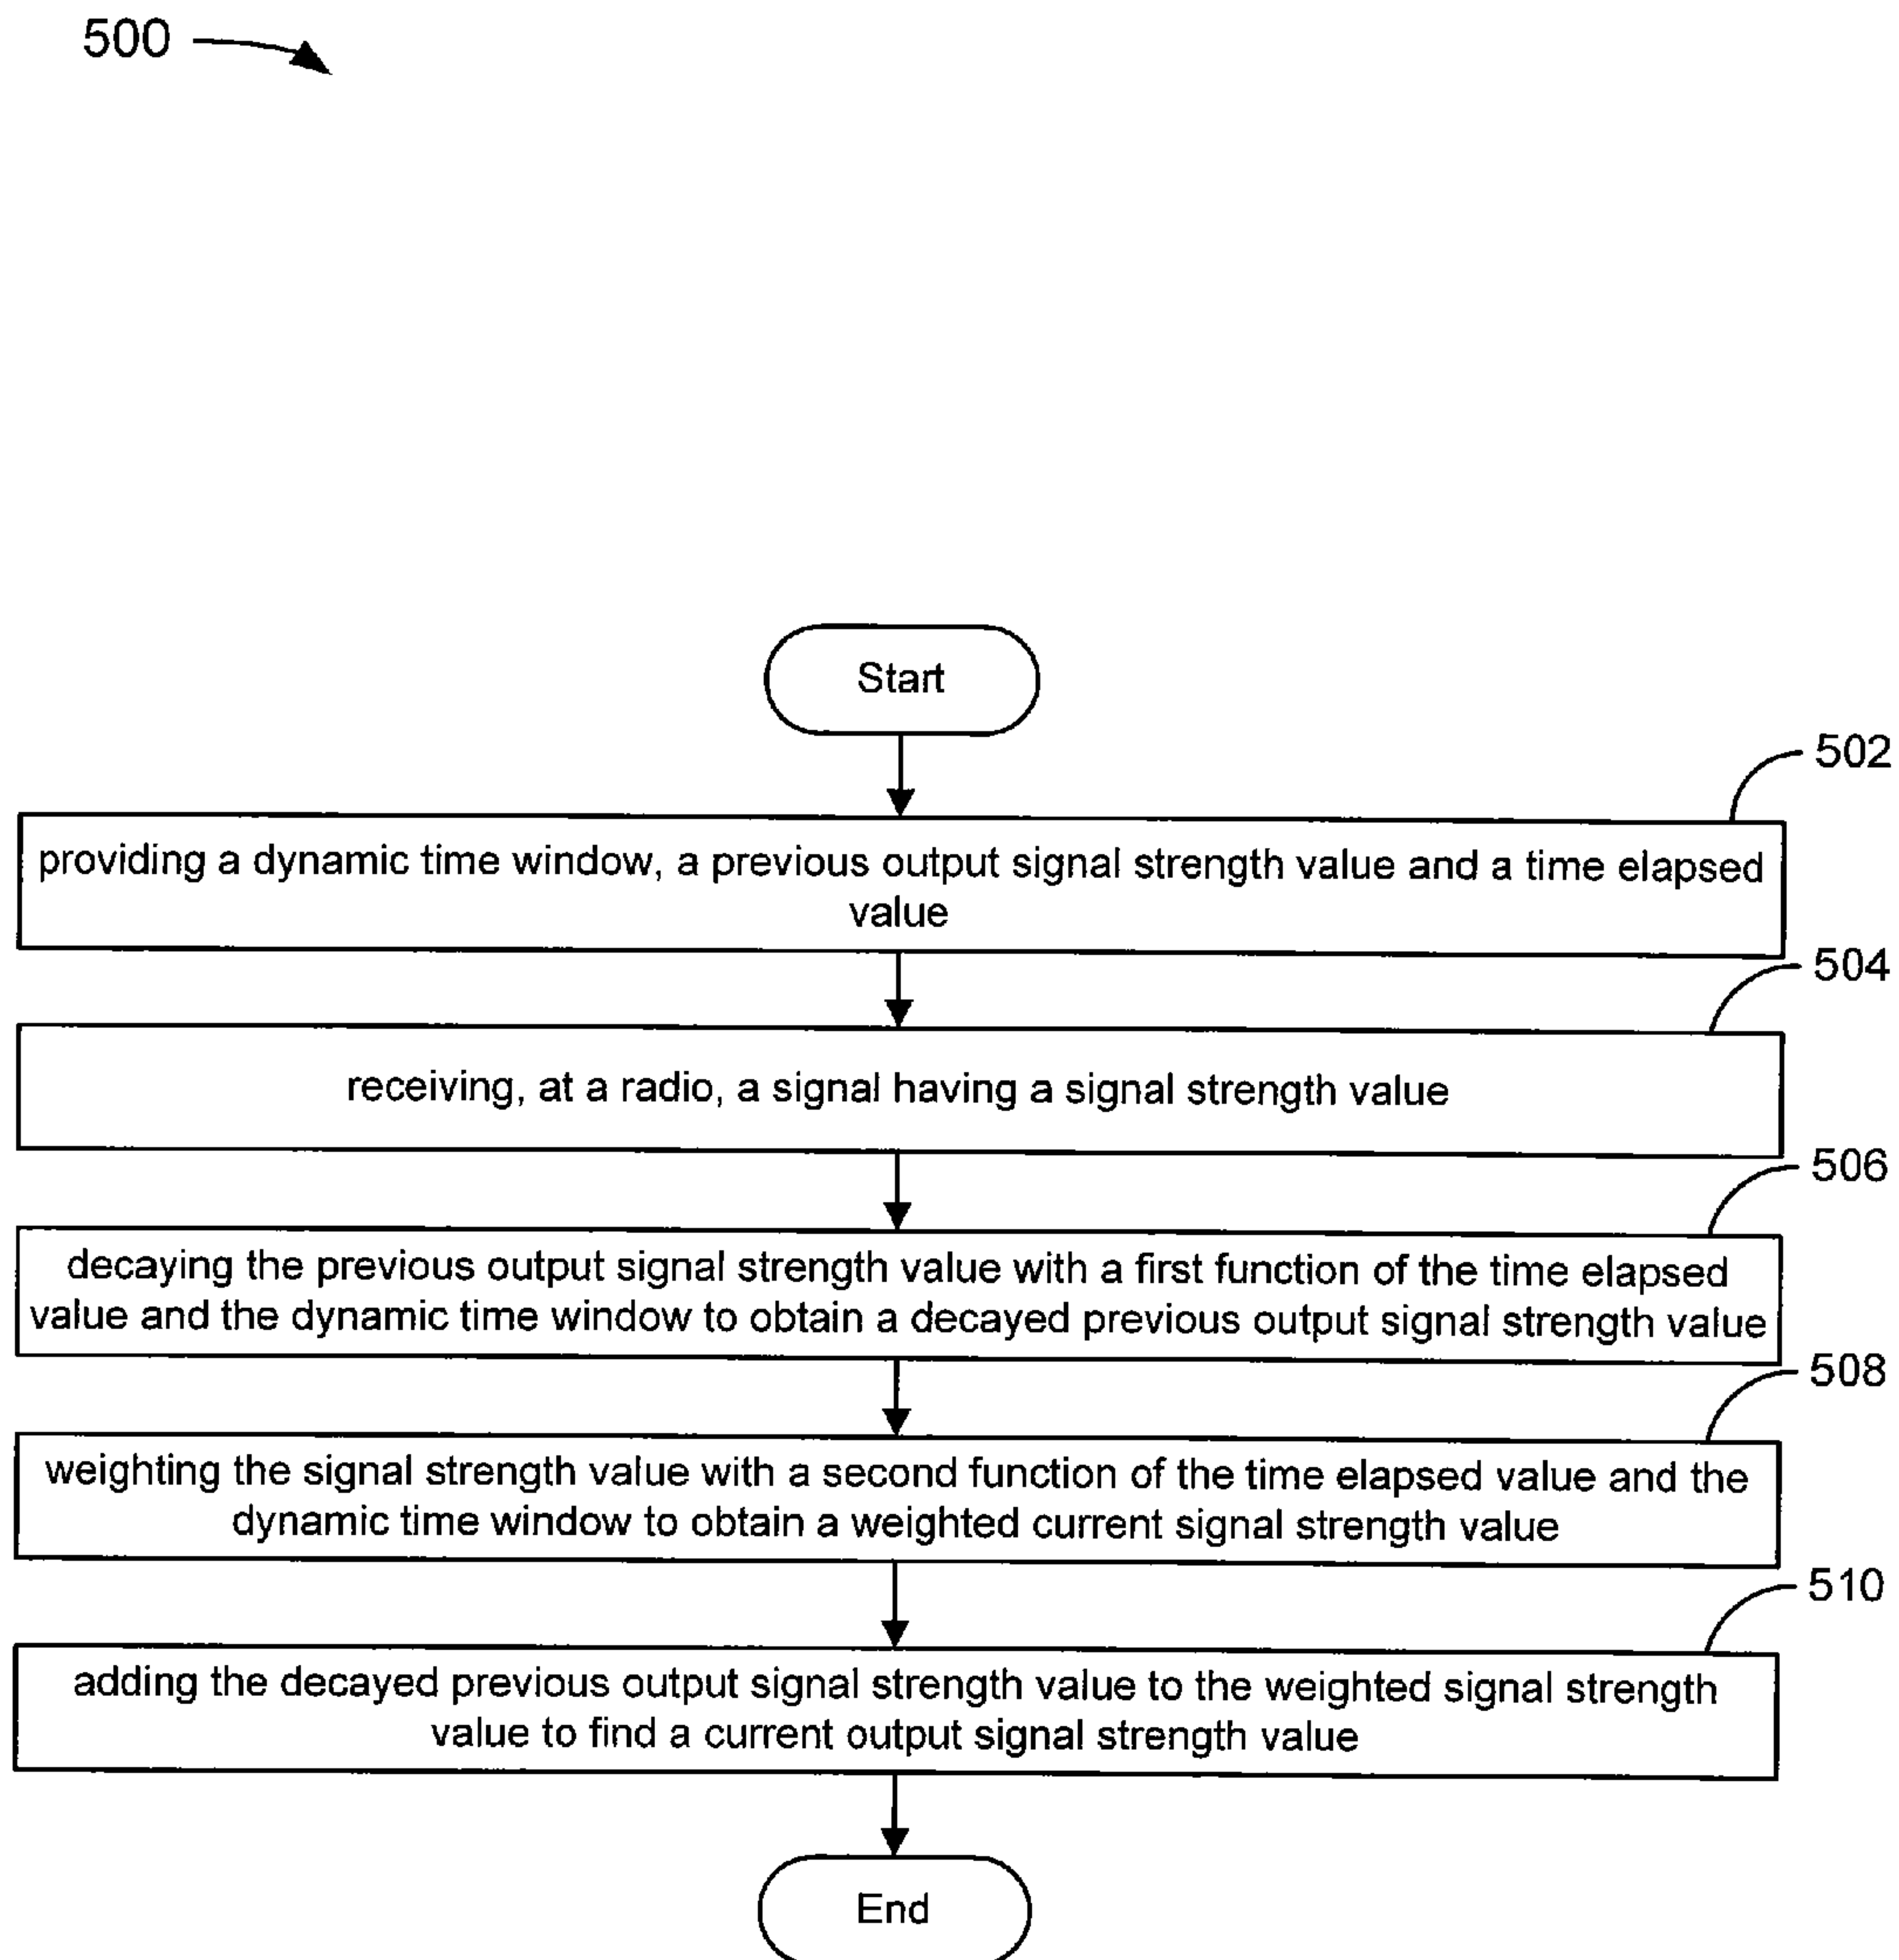 500
Start
502
providing a dynamic time window, a previous output signal strength value and a time elapsed
value
504
receiving, at a radio, a signal having a signal strength value
506
decaying the previous output signal strength value with a first function of the time elapsed
value and the dynamic time window to obtain a decayed previous output signal strength value
508
weighting the signal strength value with a second function of the time elapsed value and the
dynamic time window to obtain a weighted current signal strength value
510
adding the decayed previous output signal strength value to the weighted signal strength
value to find a current output signal strength value
End